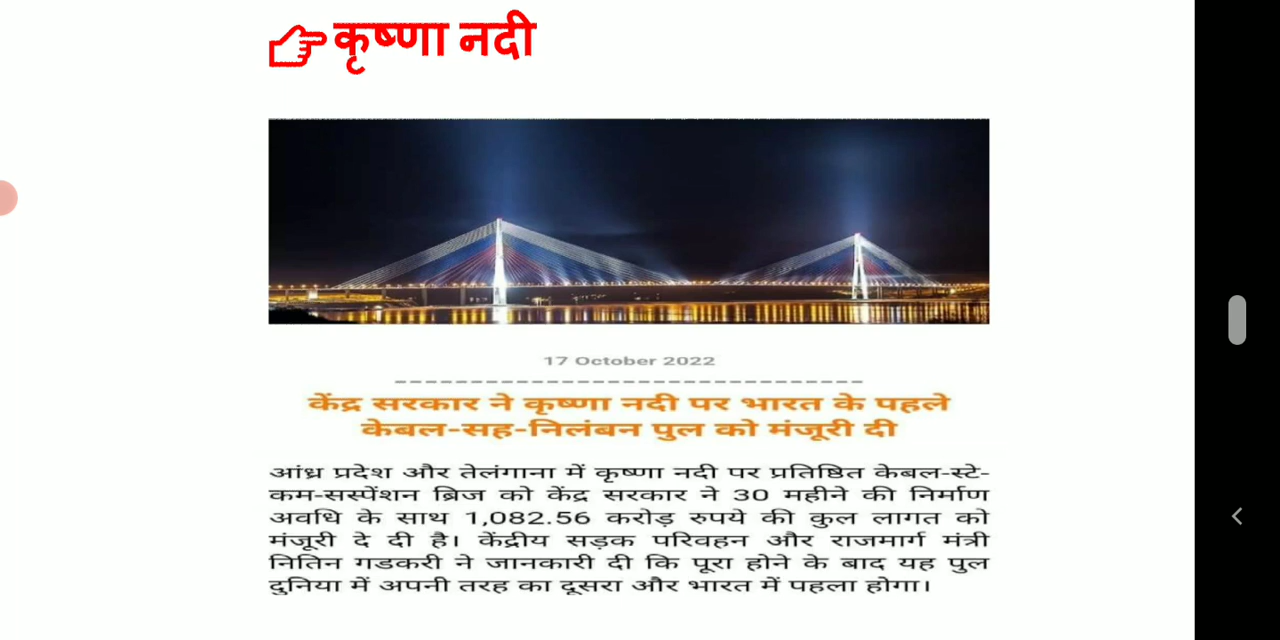 कृष्णा नदी
17 October 2022
केंद्र सरकार ने कृष्णा नदी पर भारत के पहले
केबल-सह-निलंबन पुल को मंजूरी दी
आंध्र प्रदेश और तेलंगाना में कृष्णा नदी पर प्रतिष्ठित केबल-स्टे-
कम-सस्पेंशन ब्रिज को केंद्र सरकार ने 30 महीने की निर्माण
अवधि के साथ 1,082.56 करोड़ रुपये की कुल लागत को
मंजूरी दे दी है। केंद्रीय सड़क परिवहन और राजमार्ग मंत्री
नितिन गडकरी ने जानकारी दी कि पूरा होने के बाद यह पुल
दुनिया में अपनी तरह का दूसरा और भारत में पहला होगा।